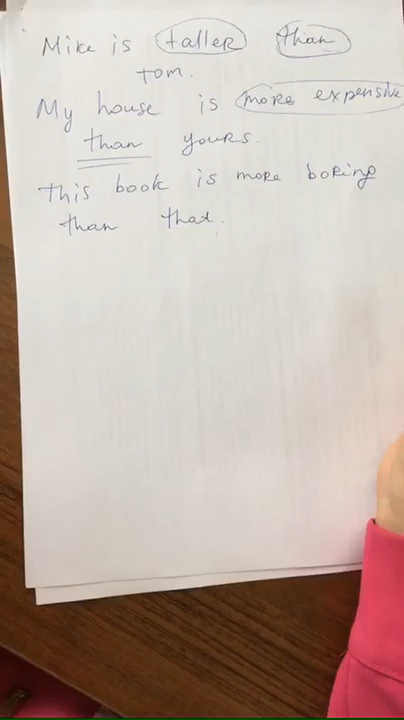 Mike is taller than
Tom.
My house is more expensive
than yours.
This book is more boring
than that.